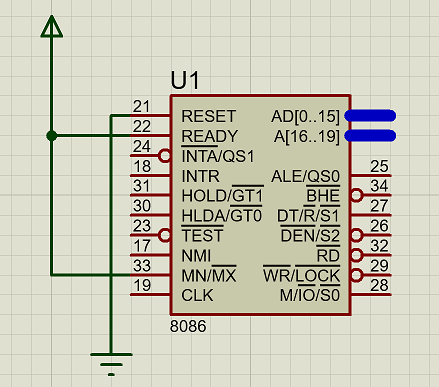 U1
21 RESET AD[0..15]
22 READY A[16..19]
24 INTA/QS1
18 INTR ALE/QS0 25
31 HOLD/GT1 BHE 34
30 HLDA/GT0 DT/R/S1 27
23 TEST DEN/S2 26
17 NMI RD 32
33 MN/MX WR/LOCK 29
19 CLK M/IO/S0 28
8086